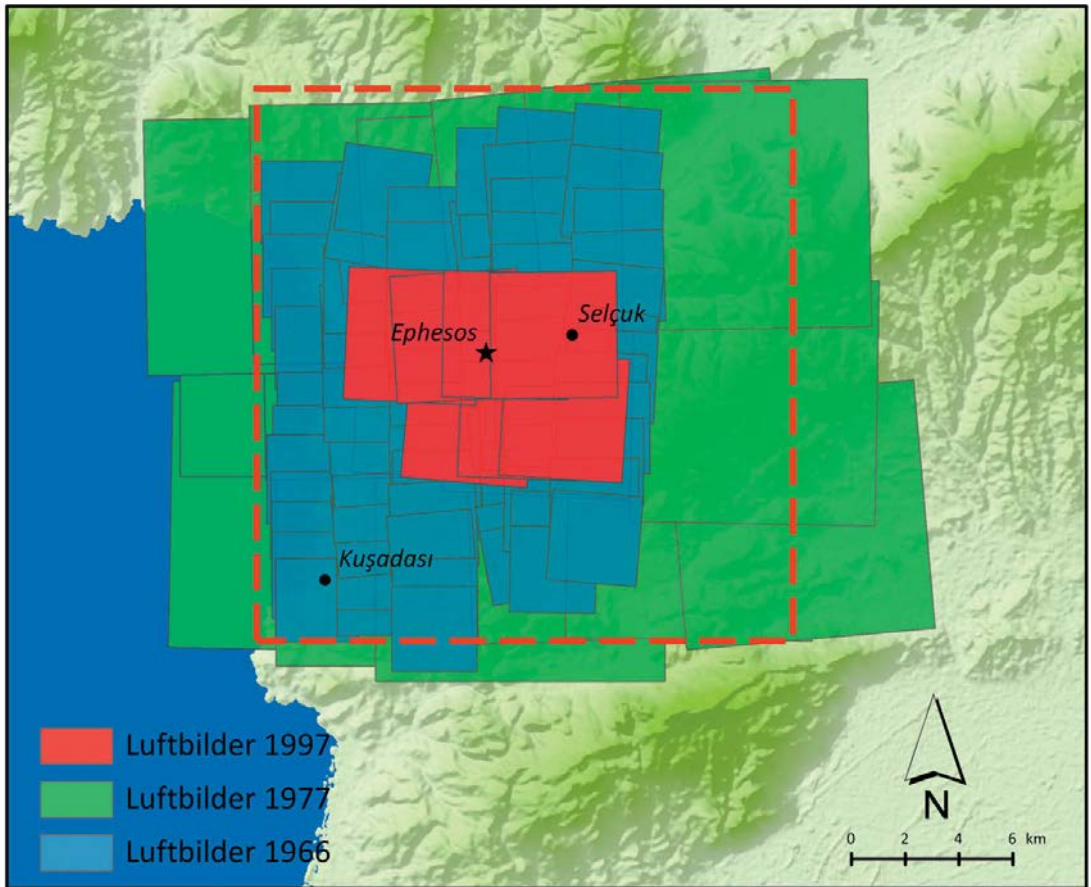 Selçuk
Ephesos
Kuşadası
Luftbilder 1997
Luftbilder 1977
Luftbilder 1966
N
0 2 4 6 km